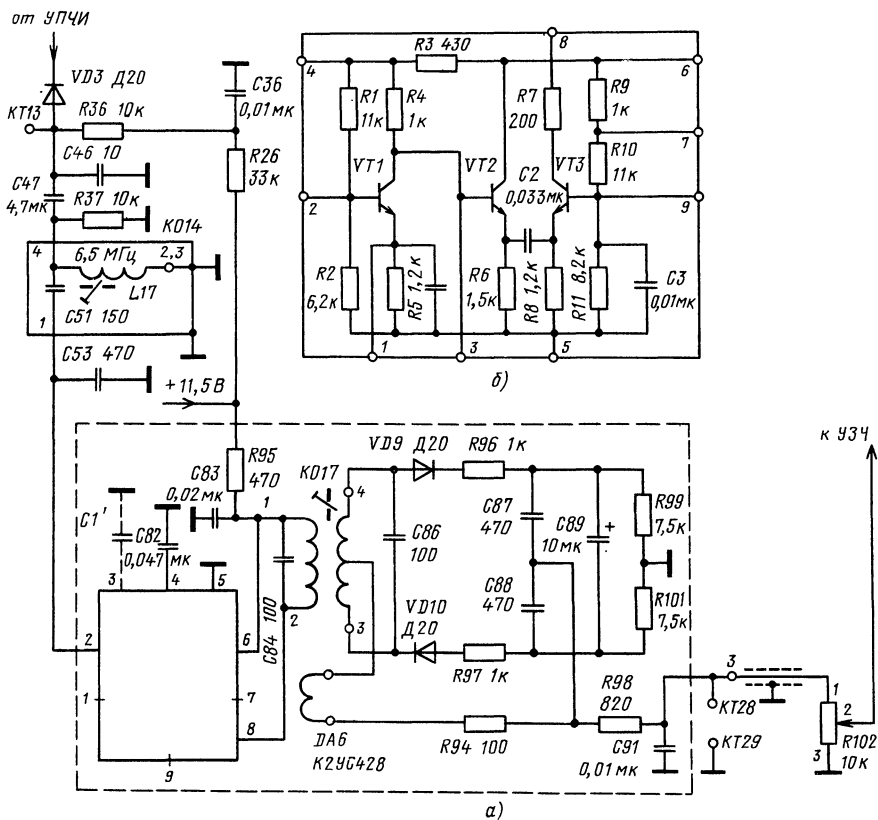 от УПЧИ
VD3 Д20
КТ13
R36 10к
С36
0,01мк
С46 10
R26
33к
С47
4,7мк
R37 10к
К014
4
6,5 МГц
2,3
L17
С51 150
1
С53 470
+11,5В
8
4
R3 430
6
R1
11к
R4
1к
R7
200
R9
1к
7
R10
11к
VT1
VT2
С2
0,033мк
VT3
2
9
R2
6,2к
R5 1,2к
R6
1,5к
R8 1,2к
R11 8,2к
С3
0,01мк
1
3
5
б)
к УЗЧ
R95
470
С83
0,02мк
1
К017
4
VD9 Д20
R96 1к
С1'
С82
0,047мк
С86
100
С87
470
С89
10мк
+
R99
7,5к
3
4
5
С84 100
2
С88
470
R101
7,5к
3
VD10
Д20
R97 1к
2
6
1
7
8
9
DA6
К2УС428
R94 100
R98
820
С91
0,01мк
3
КТ28
КТ29
1
2
3
R102
10к
а)